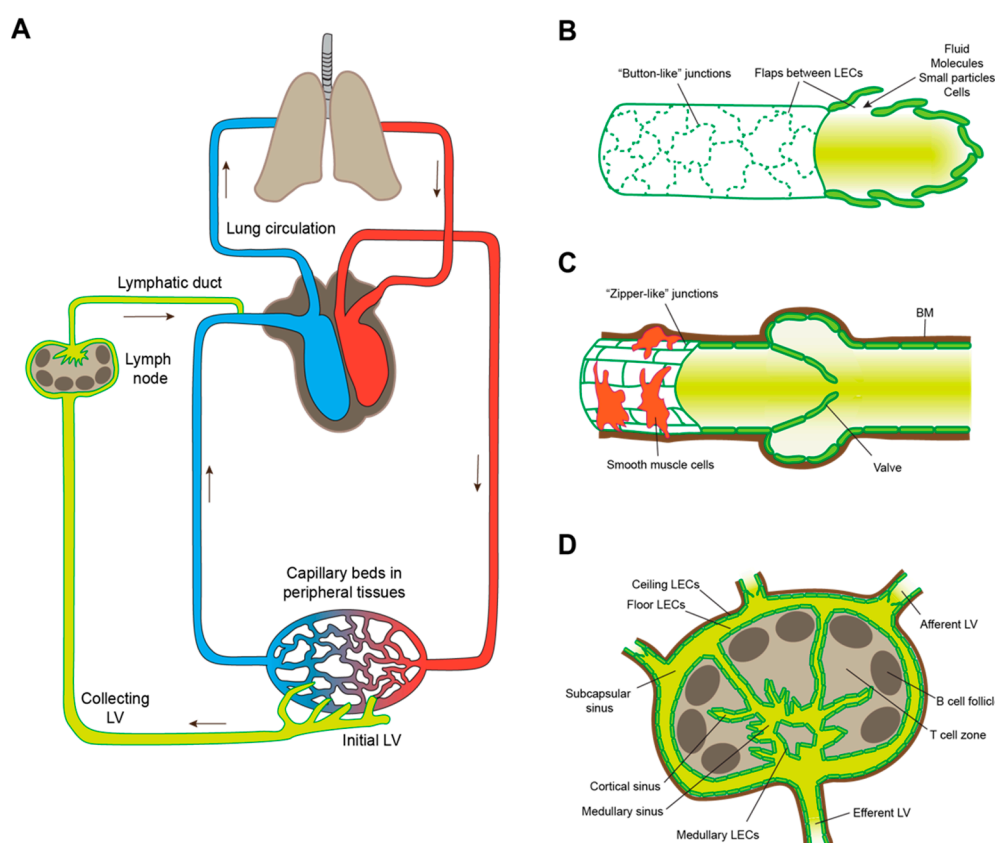 A
Lung circulation
Lymphatic duct
Lymph
node
Capillary beds in
peripheral tissues
Collecting
LV
Initial LV
B
"Button-like" junctions
Flaps between LECs
Fluid
Molecules
Small particles
Cells
C
"Zipper-like" junctions
BM
Smooth muscle cells
Valve
D
Ceiling LECs
Floor LECs
Afferent LV
Subcapsular
sinus
B cell follicl
T cell zone
Cortical sinus
Medullary sinus
Efferent LV
Medullary LECs